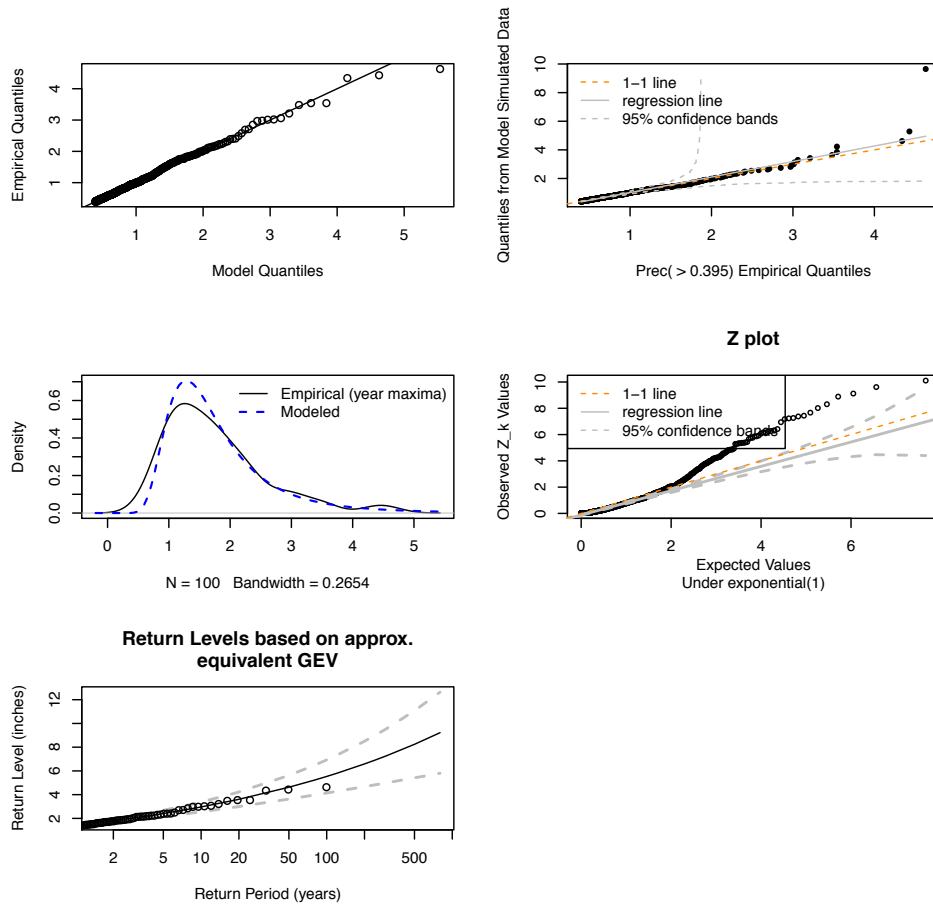 Empirical Quantiles
4
3
2
1
1 2 3 4 5
Model Quantiles
Quantiles from Model Simulated Data
10
8
6
4
2
1−1 line
regression line
95% confidence bands
1 2 3 4
Prec( > 0.395) Empirical Quantiles
Density
0.6
0.4
0.2
0.0
Empirical (year maxima)
Modeled
0 1 2 3 4 5
N = 100 Bandwidth = 0.2654
Z plot
Observed Z_k Values
10
8
6
4
2
0
1−1 line
regression line
95% confidence bands
0 2 4 6
Expected Values
Under exponential(1)
Return Levels based on approx.
equivalent GEV
Return Level (inches)
12
8
6
4
2
2 5 10 20 50 100 500
Return Period (years)